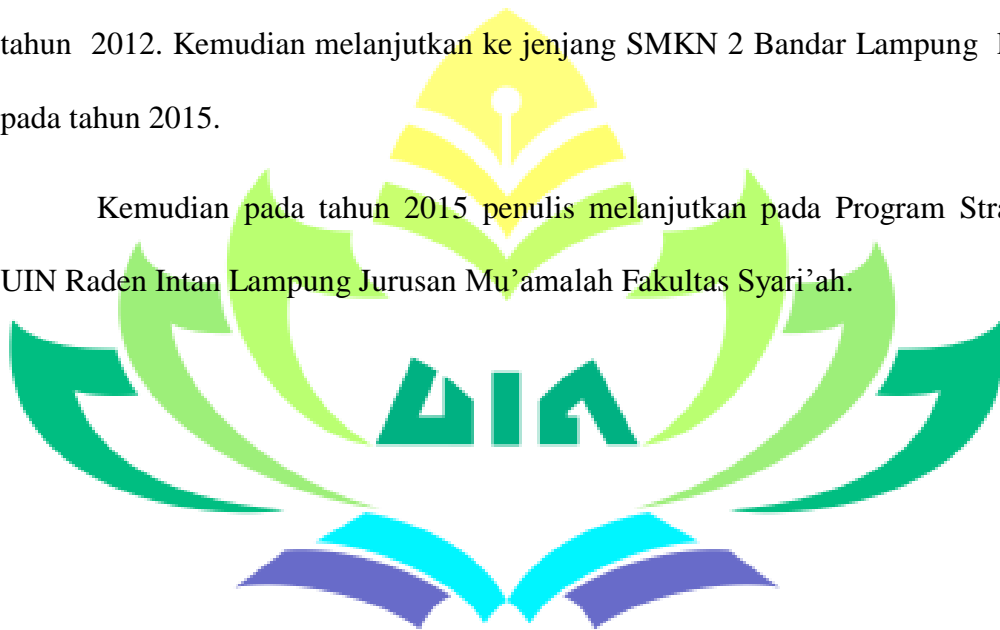 tahun 2012. Kemudian melanjutkan ke jenjang SMKN 2 Bandar Lampung
pada tahun 2015.
Kemudian pada tahun 2015 penulis melanjutkan pada Program
UIN Raden Intan Lampung Jurusan Mu’amalah Fakultas Syari’ah.
UIN